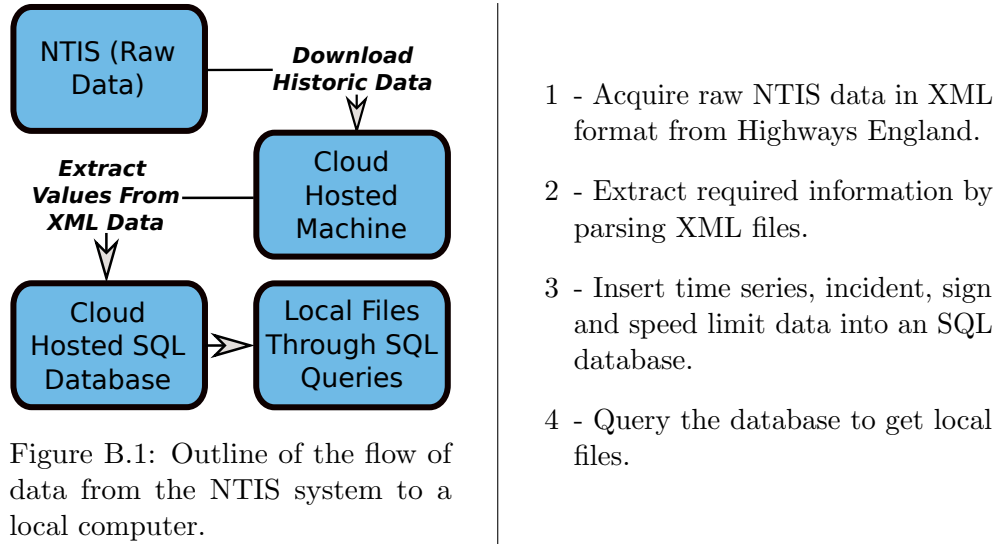 NTIS (Raw
Data)
Download
Historic Data
Cloud
Hosted
Machine
Extract
Values From
XML Data
Cloud
Hosted SQL
Database
Local Files
Through SQL
Queries
Figure B.1: Outline of the flow of
data from the NTIS system to a
local computer.
1 - Acquire raw NTIS data in XML
format from Highways England.
2 - Extract required information by
parsing XML files.
3 - Insert time series, incident, sign
and speed limit data into an SQL
database.
4 - Query the database to get local
files.